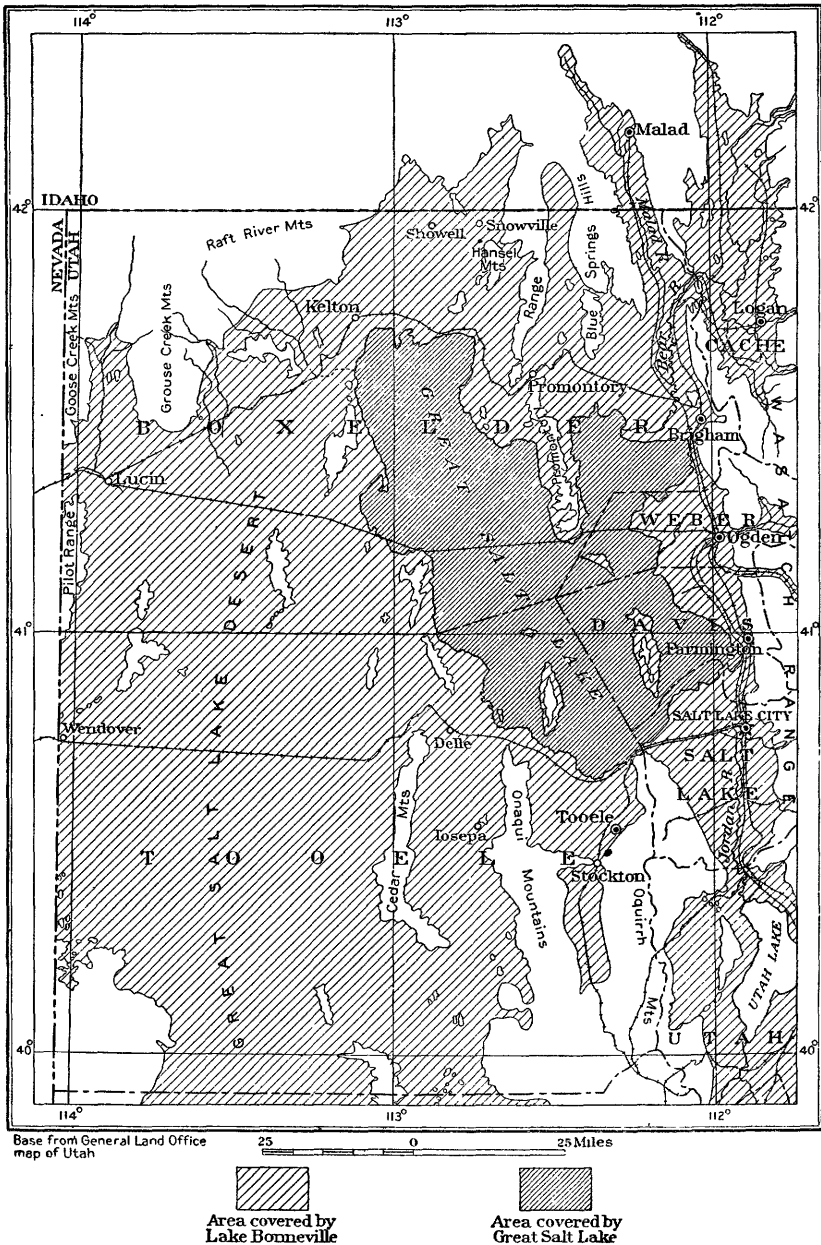 114°
113°
112°
Malad
42°
IDAHO
42°
NEVADA
UTAH
Raft River Mts
Showell
Snowville
Hansel
Mts
Range
Blue Springs Hills
Malad R.
Bear R.
Goose Creek Mts
Grouse Creek Mts
Kelton
Logan
CACHE
Promontory
Promontory
BOX ELDER
Brigham
Lucin
GREAT SALT LAKE
WEBER
Ogden
Pilot Range
WASATCH RANGE
GREAT SALT LAKE DESERT
41°
DAVIS
41°
Farmington
Wendover
Delle
SALT LAKE CITY
SALT
LAKE
Jordan R.
Cedar Mts
Onaqui
Mountains
Iosepa
Tooele
TOOELE
Stockton
Oquirrh
Mts
UTAH LAKE
UTAH
40°
40°
114°
113°
112°
Base from General Land Office
map of Utah
25 0 25 Miles
Area covered by
Lake Bonneville
Area covered by
Great Salt Lake